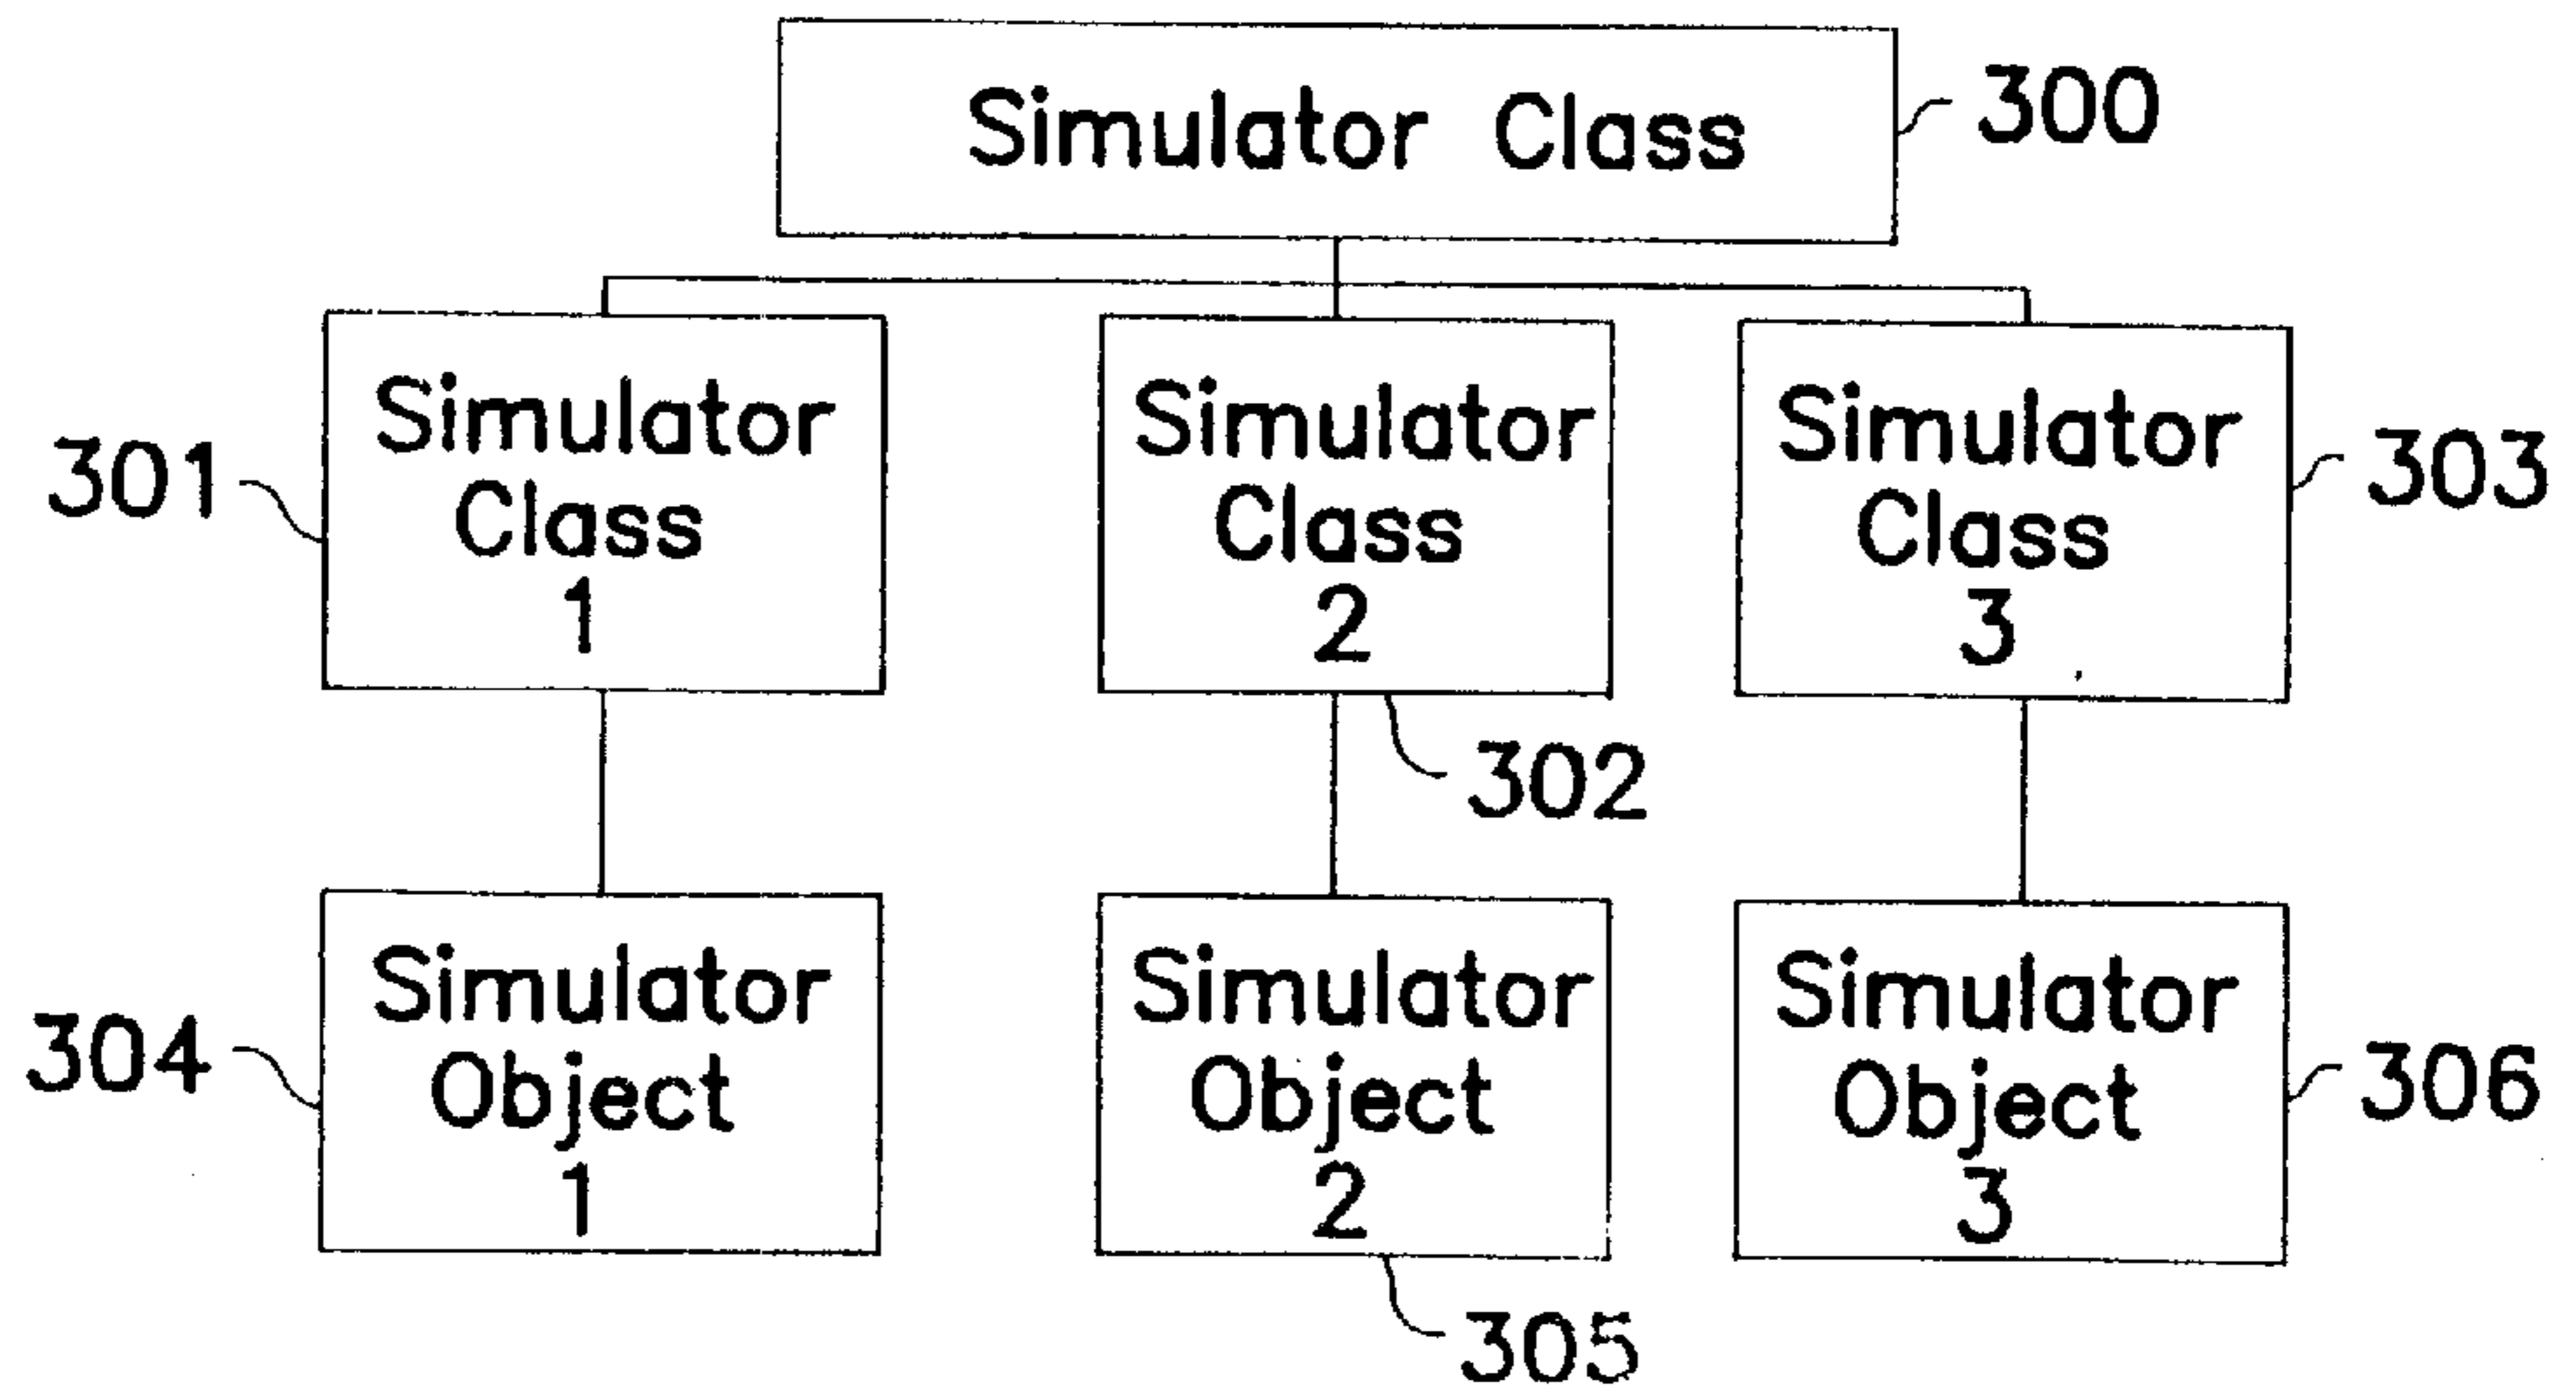 Simulator Class
300
Simulator
Class
1
301
Simulator
Class
2
302
Simulator
Class
3
303
Simulator
Object
1
304
Simulator
Object
2
305
Simulator
Object
3
306